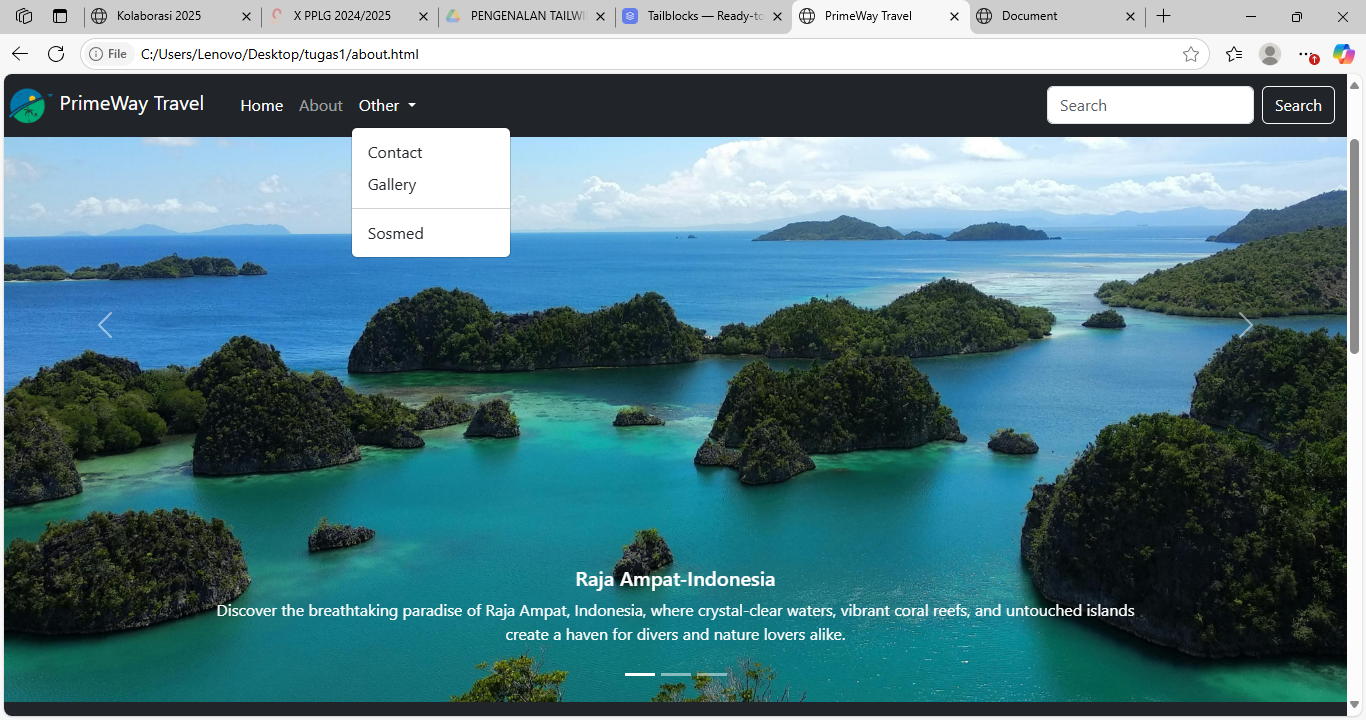 Kolaborasi 2025
X PPLG 2024/2025
PENGENALAN TAILWI
Tailblocks — Ready-to
PrimeWay Travel
Document
File
C:/Users/Lenovo/Desktop/tugas1/about.html
PrimeWay Travel
Home
About
Other
Search
Search
Contact
Gallery
Sosmed
Raja Ampat-Indonesia
Discover the breathtaking paradise of Raja Ampat, Indonesia, where crystal-clear waters, vibrant coral reefs, and untouched islands
create a haven for divers and nature lovers alike.